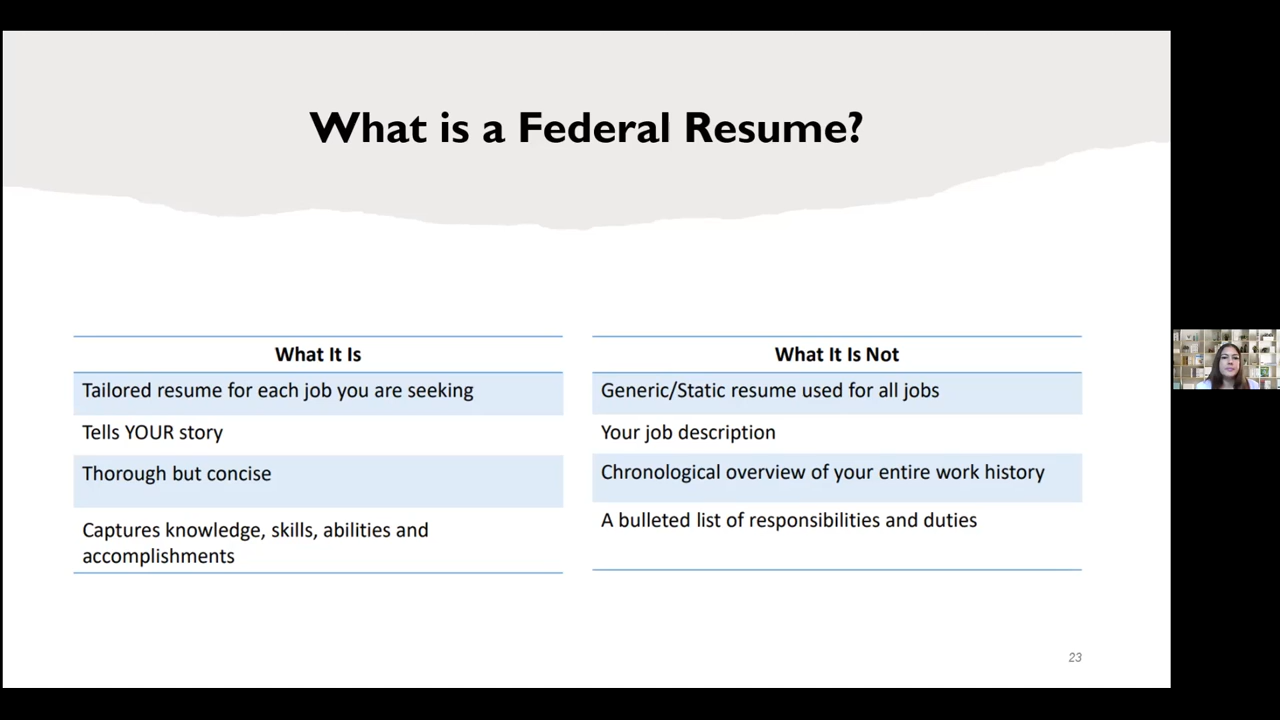 What is a Federal Resume?
What It Is
Tailored resume for each job you are seeking
Tells YOUR story
Thorough but concise
Captures knowledge, skills, abilities and
accomplishments
What It Is Not
Generic/Static resume used for all jobs
Your job description
Chronological overview of your entire work history
A bulleted list of responsibilities and duties
23